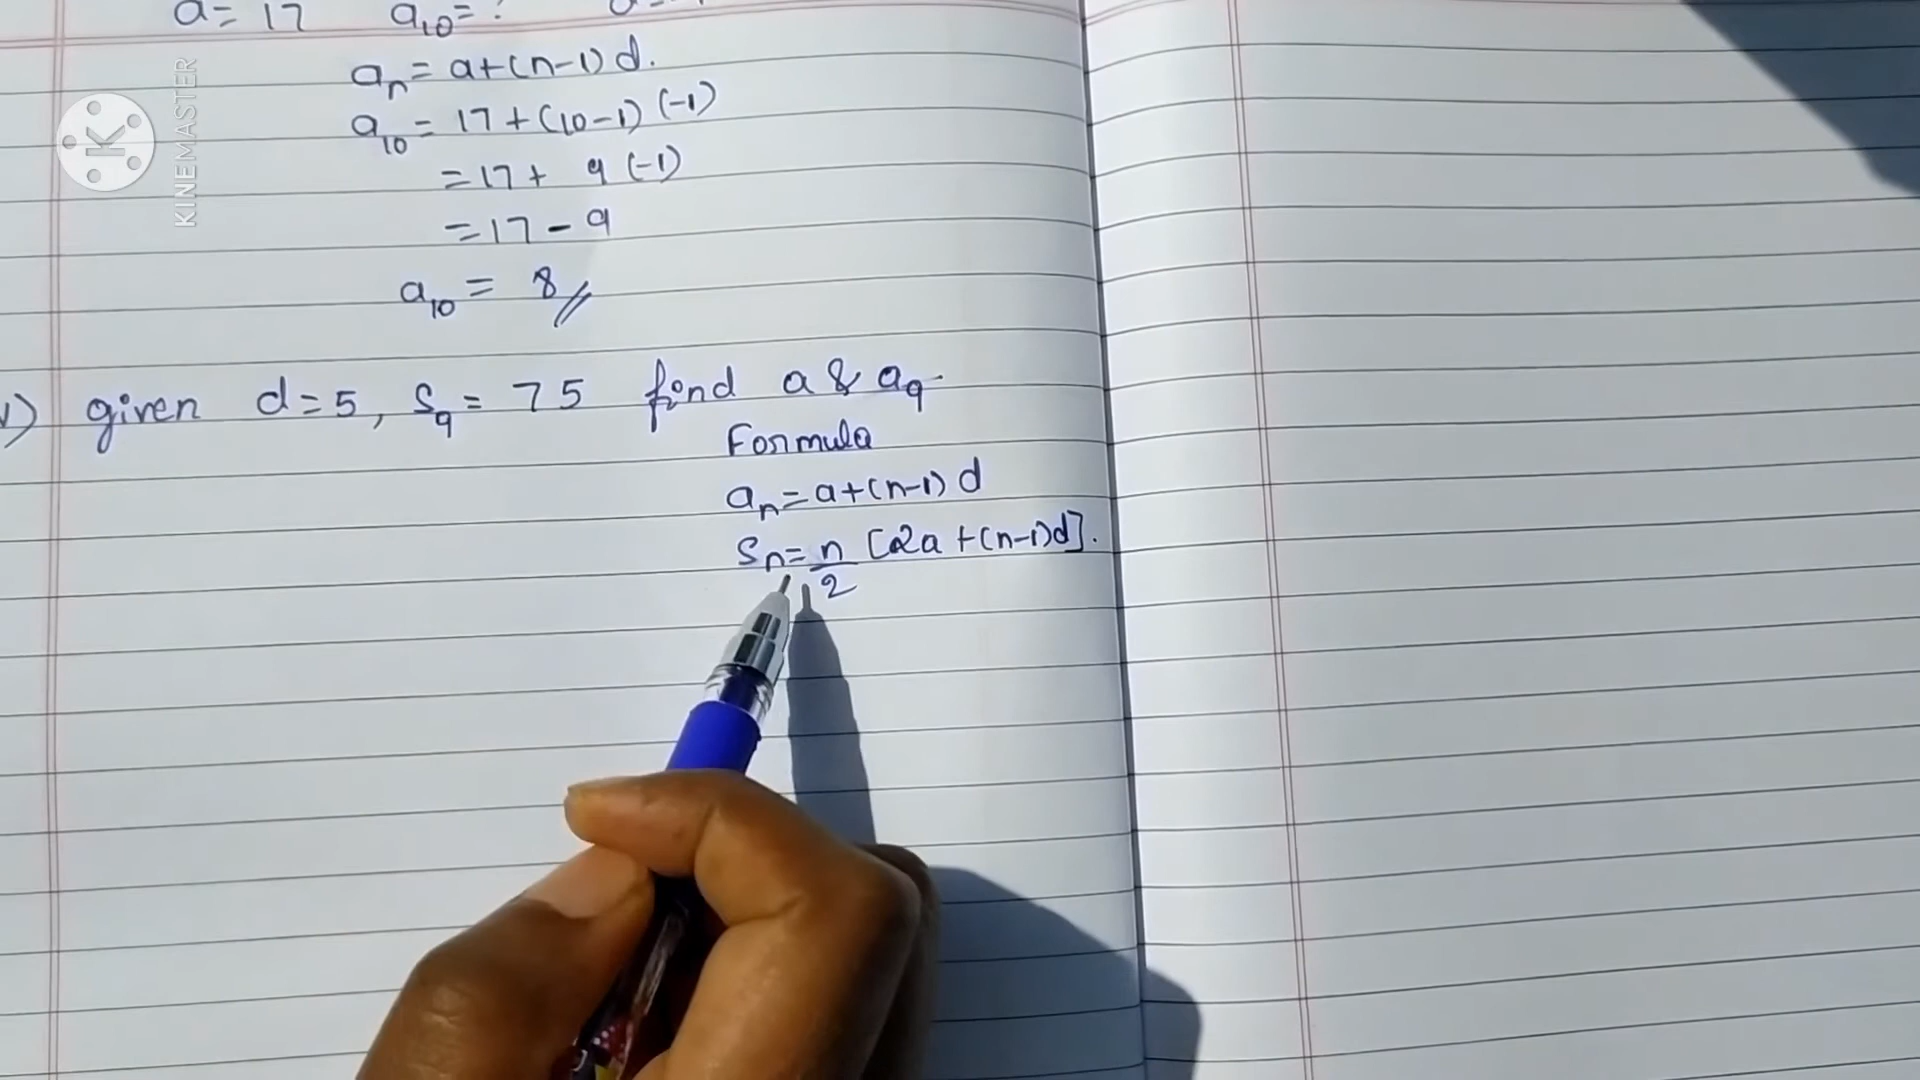 a = 17 a₁₀ = ?
aₙ = a+(n-1) d.
a₁₀ = 17 + (10-1) (-1)
= 17 + 9 (-1)
= 17 - 9
a₁₀ = 8 //
given d = 5, S₉ = 75 find a & a₉.
Formula
aₙ = a+(n-1) d
Sₙ = n/2 [2a + (n-1)d].
KINEMASTER